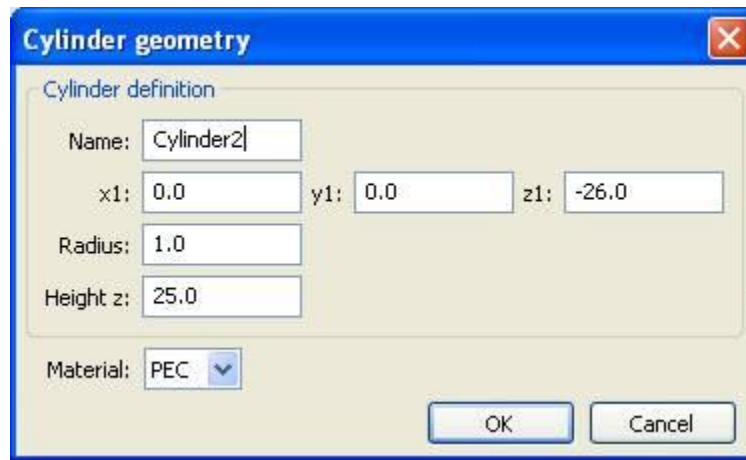 Cylinder geometry
Cylinder definition
Name: Cylinder2
x1: 0.0 y1: 0.0 z1: -26.0
Radius: 1.0
Height z: 25.0
Material: PEC
OK Cancel